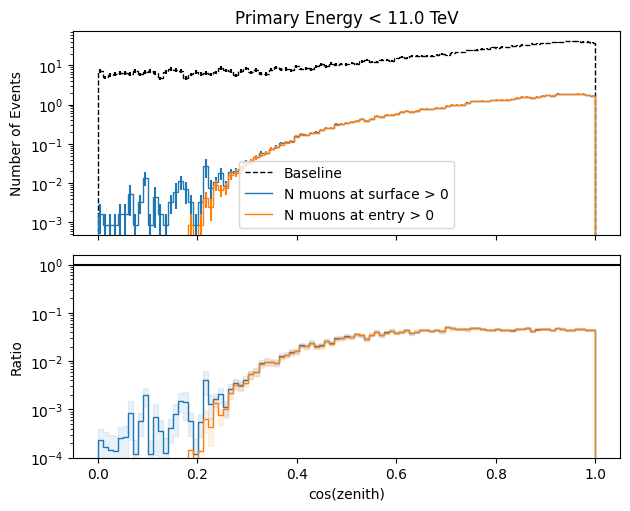 Primary Energy < 11.0 TeV
Number of Events
10¹
10⁰
10⁻¹
10⁻²
10⁻³
Baseline
N muons at surface > 0
N muons at entry > 0
Ratio
10⁰
10⁻¹
10⁻²
10⁻³
10⁻⁴
0.0 0.2 0.4 0.6 0.8 1.0
cos(zenith)